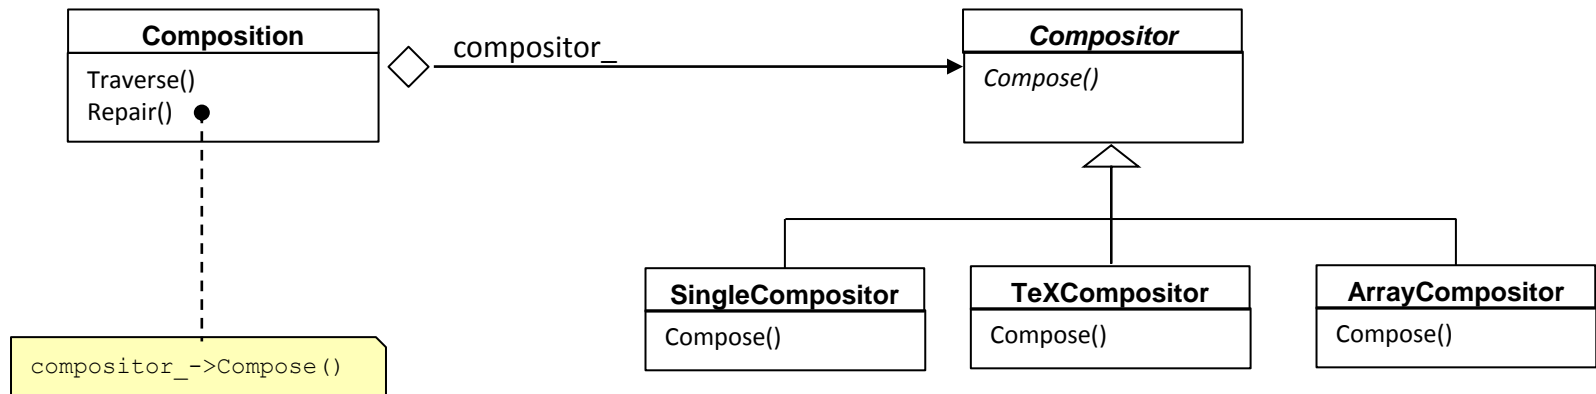 Composition
Traverse()
Repair()
compositor_
Compositor
Compose()
SingleCompositor
Compose()
TeXCompositor
Compose()
ArrayCompositor
Compose()
compositor_->Compose()